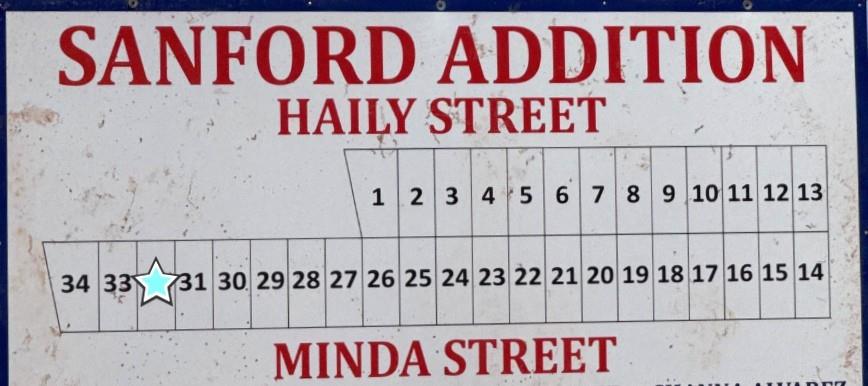 SANFORD ADDITION
HAILY STREET
1 2 3 4 5 6 7 8 9 10 11 12 13
34 33 31 30 29 28 27 26 25 24 23 22 21 20 19 18 17 16 15 14
MINDA STREET